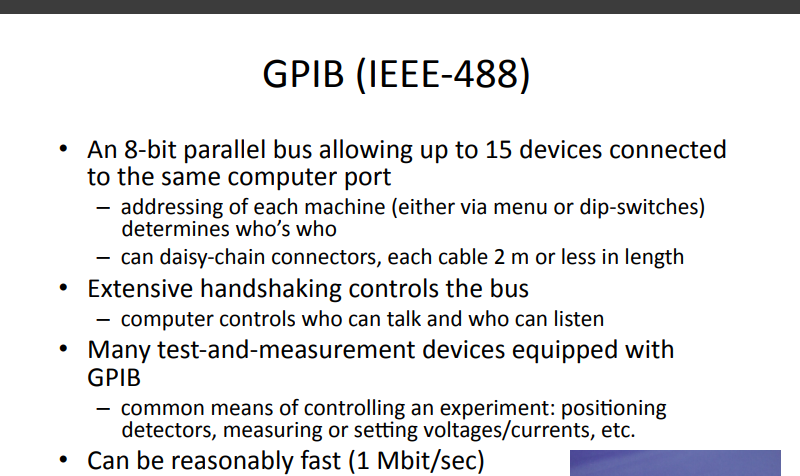 GPIB (IEEE-488)
• An 8-bit parallel bus allowing up to 15 devices connected
to the same computer port
– addressing of each machine (either via menu or dip-switches)
determines who’s who
– can daisy-chain connectors, each cable 2 m or less in length
• Extensive handshaking controls the bus
– computer controls who can talk and who can listen
• Many test-and-measurement devices equipped with
GPIB
– common means of controlling an experiment: positioning
detectors, measuring or setting voltages/currents, etc.
• Can be reasonably fast (1 Mbit/sec)